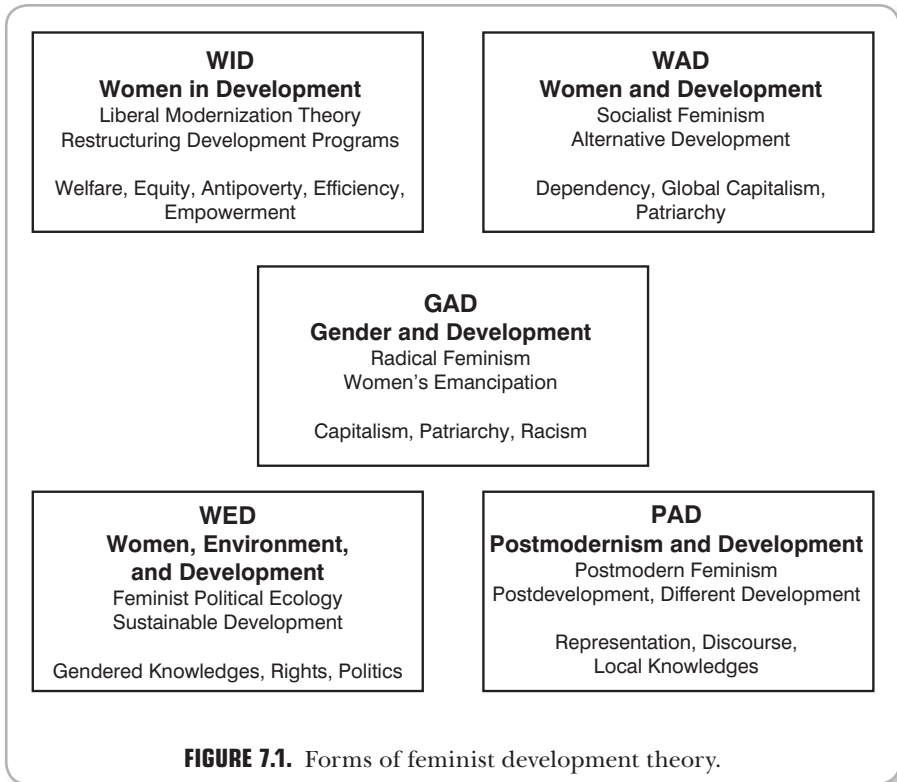 WID
Women in Development
Liberal Modernization Theory
Restructuring Development Programs
Welfare, Equity, Antipoverty, Efficiency,
Empowerment
WAD
Women and Development
Socialist Feminism
Alternative Development
Dependency, Global Capitalism,
Patriarchy
GAD
Gender and Development
Radical Feminism
Women’s Emancipation
Capitalism, Patriarchy, Racism
WED
Women, Environment,
and Development
Feminist Political Ecology
Sustainable Development
Gendered Knowledges, Rights, Politics
PAD
Postmodernism and Development
Postmodern Feminism
Postdevelopment, Different Development
Representation, Discourse,
Local Knowledges
FIGURE 7.1. Forms of feminist development theory.